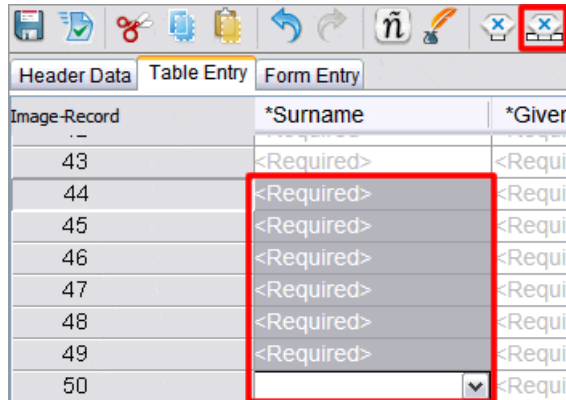 ñ
Header Data Table Entry Form Entry
Image-Record *Surname *Given
43 <Required> <Requi
44 <Required> <Requi
45 <Required> <Requi
46 <Required> <Requi
47 <Required> <Requi
48 <Required> <Requi
49 <Required> <Requi
50 <Requi